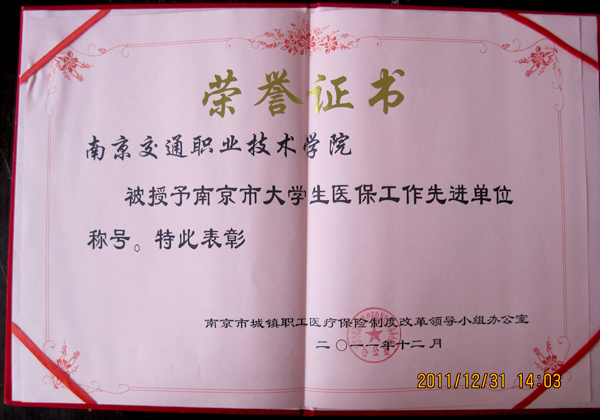 荣誉证书
南京交通职业技术学院
被授予南京市大学生医保工作先进单位
称号。特此表彰
南京市城镇职工医疗保险制度改革领导小组办公室
二〇一一年十二月
2011/12/31 14:03